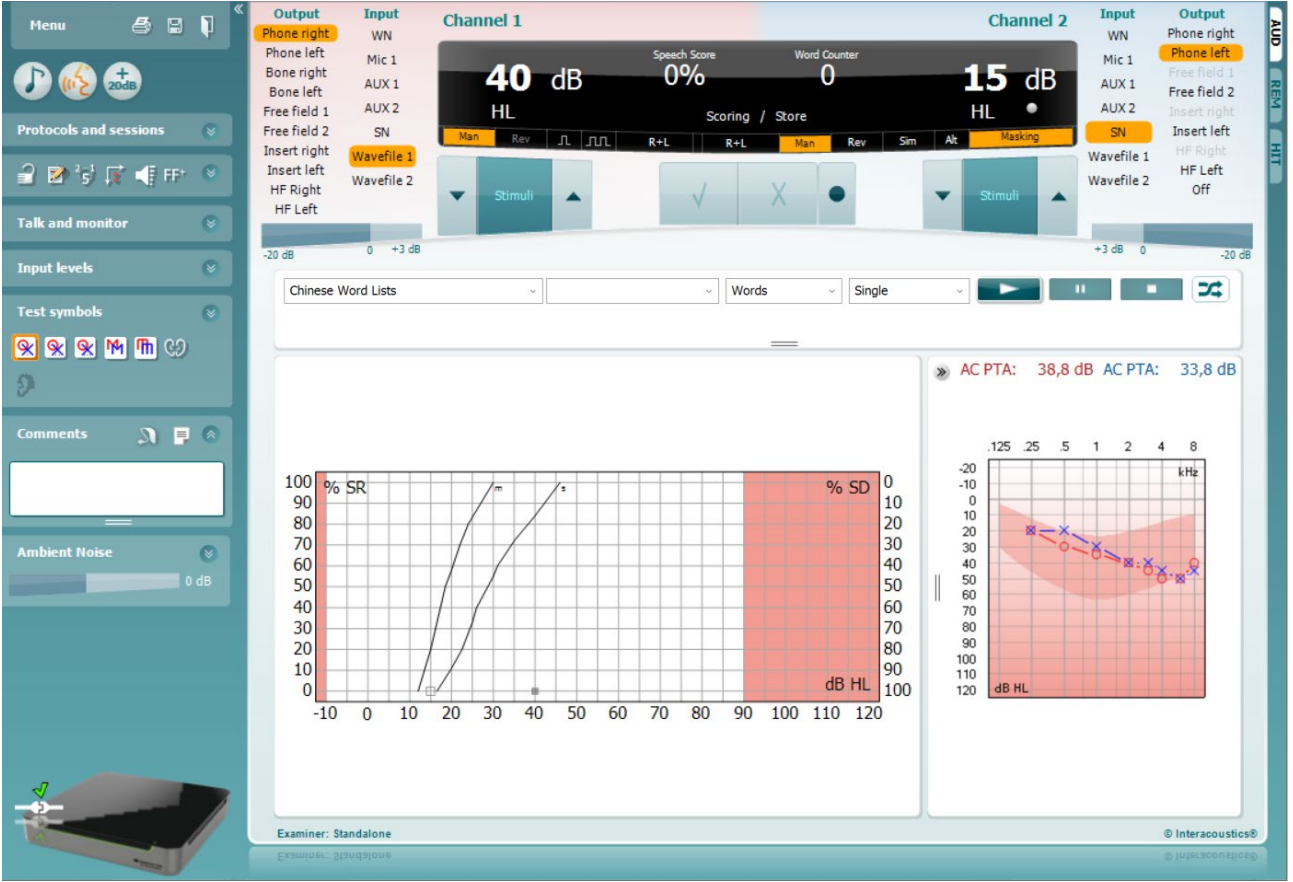 Menu
20dB
Protocols and sessions
FF+
Talk and monitor
Input levels
Test symbols
Comments
Ambient Noise
0 dB
Output
Phone right
Phone left
Bone right
Bone left
Free field 1
Free field 2
Insert right
Insert left
HF Right
HF Left
Input
WN
Mic 1
AUX 1
AUX 2
SN
Wavefile 1
Wavefile 2
-20 dB
0
+3 dB
Channel 1
Channel 2
40 dB
HL
Speech Score
0%
Word Counter
0
Scoring / Store
15 dB
HL
Man
Rev
R+L
R+L
Man
Rev
Sim
Alt
Masking
Stimuli
Stimuli
Input
WN
Mic 1
AUX 1
AUX 2
SN
Wavefile 1
Wavefile 2
Output
Phone right
Phone left
Free field 1
Free field 2
Insert right
Insert left
HF Right
HF Left
Off
+3 dB
0
-20 dB
AUD
REM
HIT
Chinese Word Lists
Words
Single
% SR
% SD
m
s
100
90
80
70
60
50
40
30
20
10
0
0
10
20
30
40
50
60
70
80
90
100
dB HL
-10 0 10 20 30 40 50 60 70 80 90 100 110 120
AC PTA: 38,8 dB AC PTA: 33,8 dB
.125 .25 .5 1 2 4 8
kHz
-20
-10
0
10
20
30
40
50
60
70
80
90
100
110
120
dB HL
Examiner: Standalone
© Interacoustics®